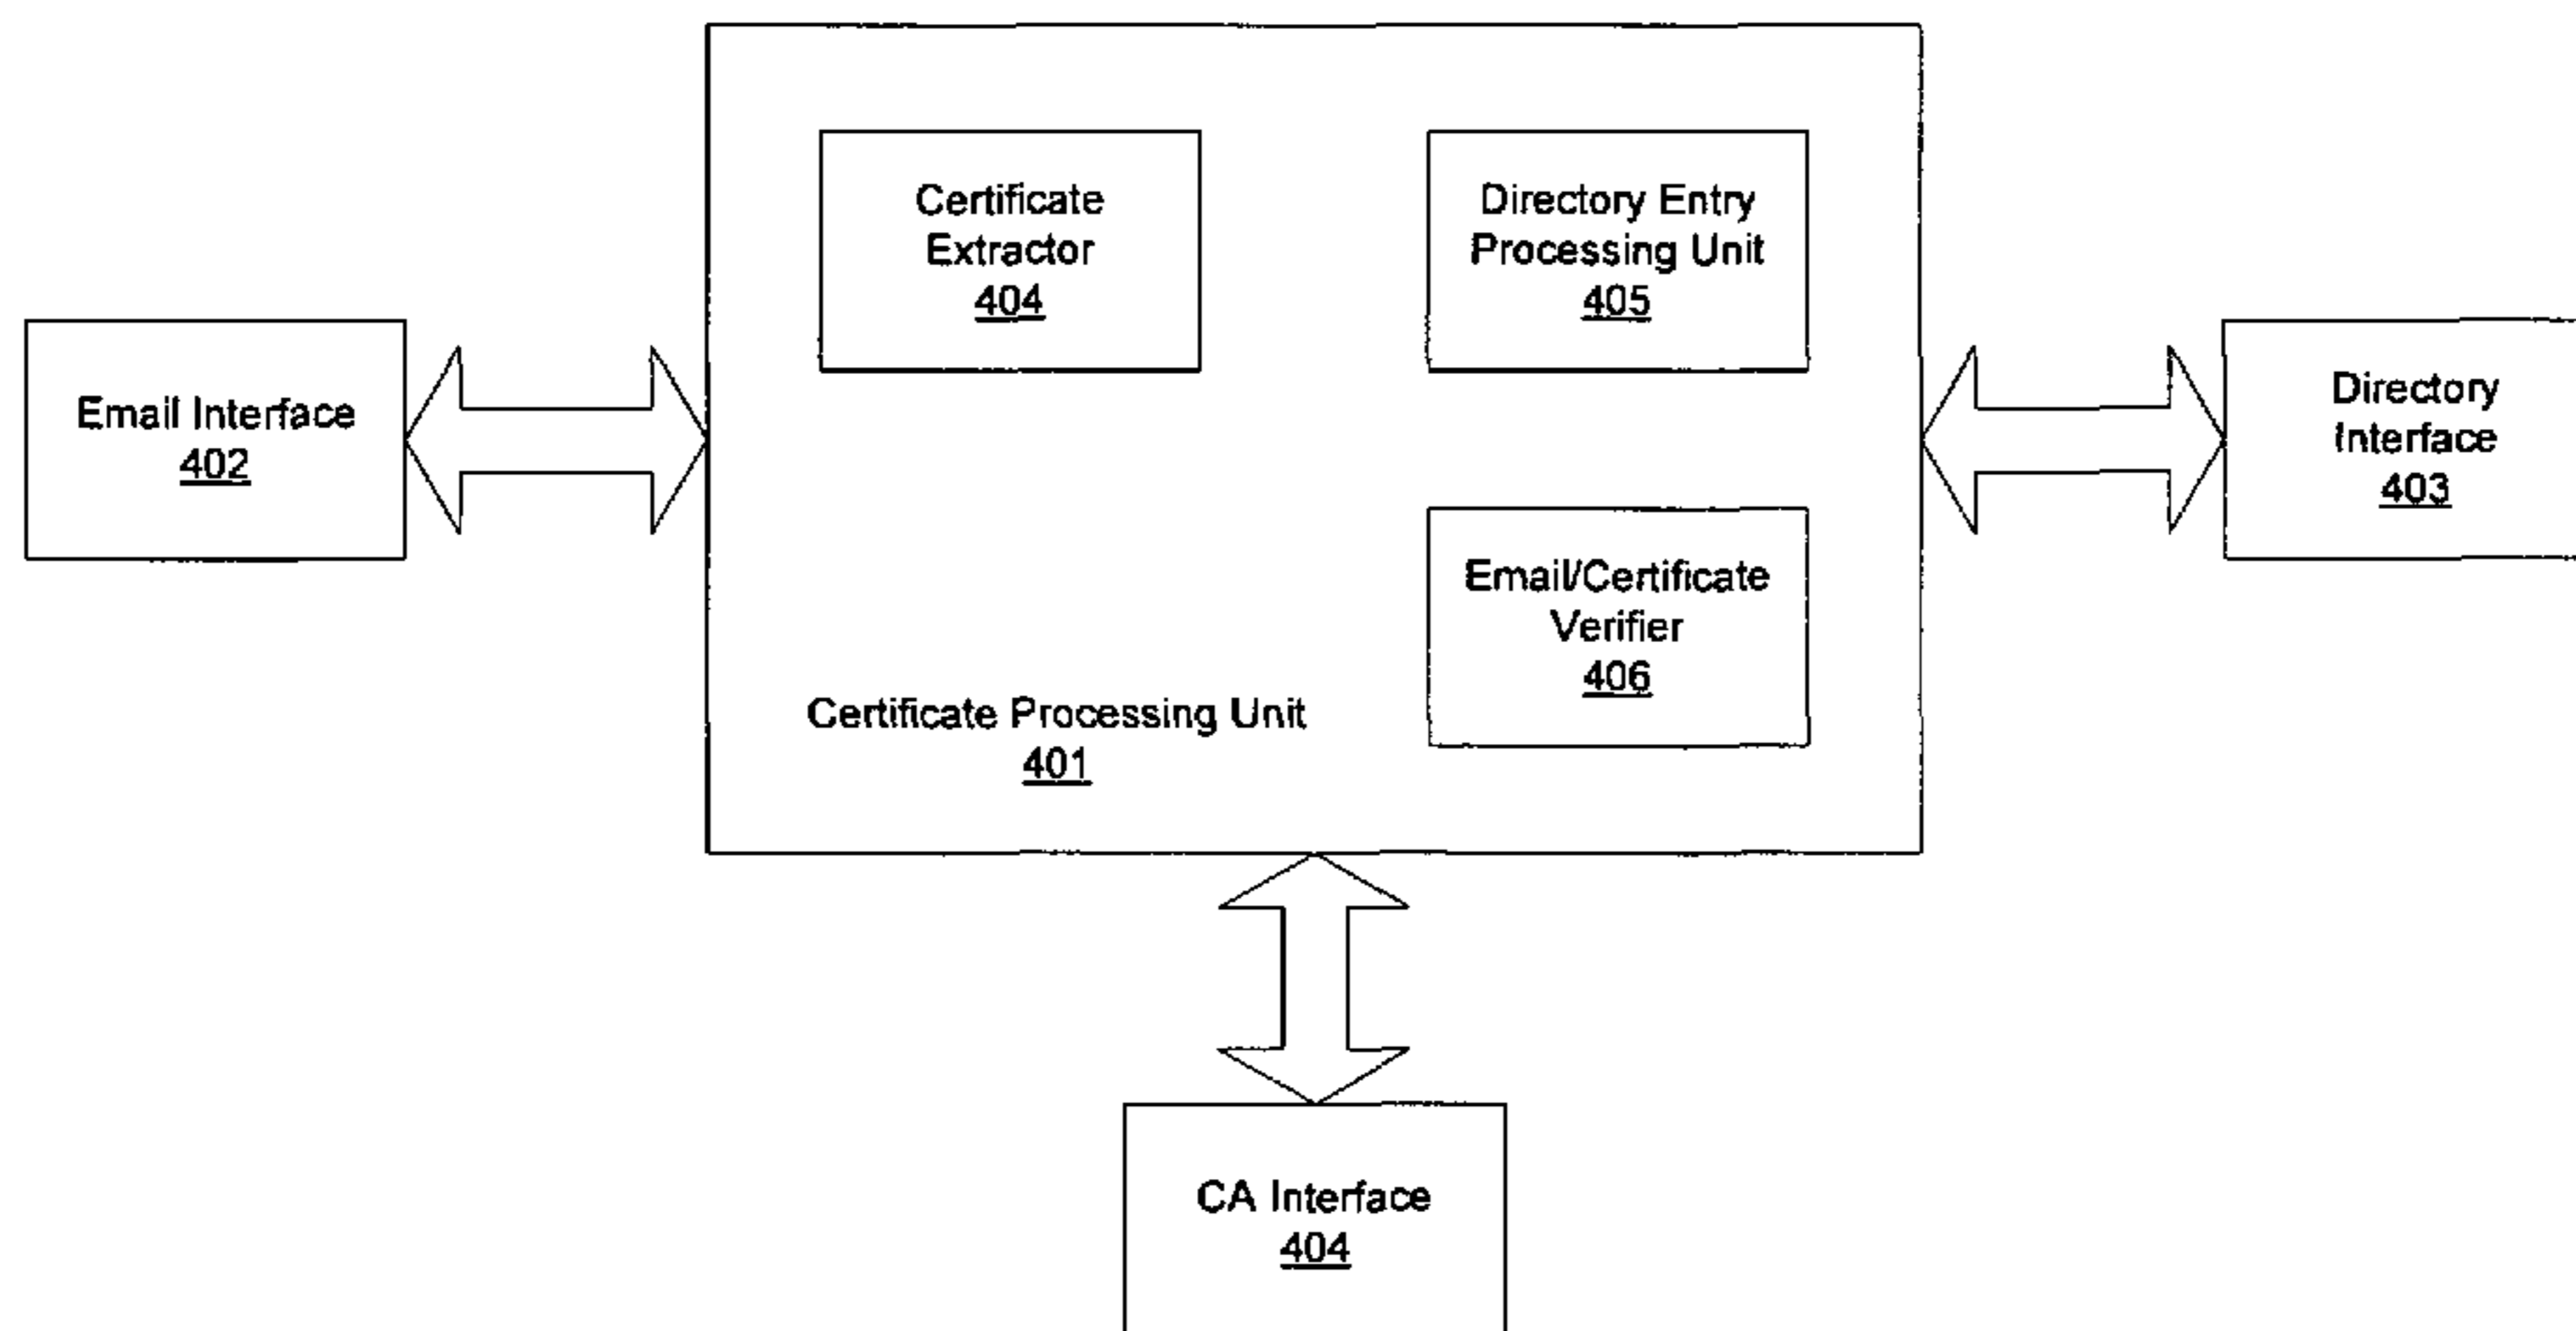 Certificate
Extractor
404
Directory Entry
Processing Unit
405
Email Interface
402
Directory
Interface
403
Email/Certificate
Verifier
406
Certificate Processing Unit
401
CA Interface
404